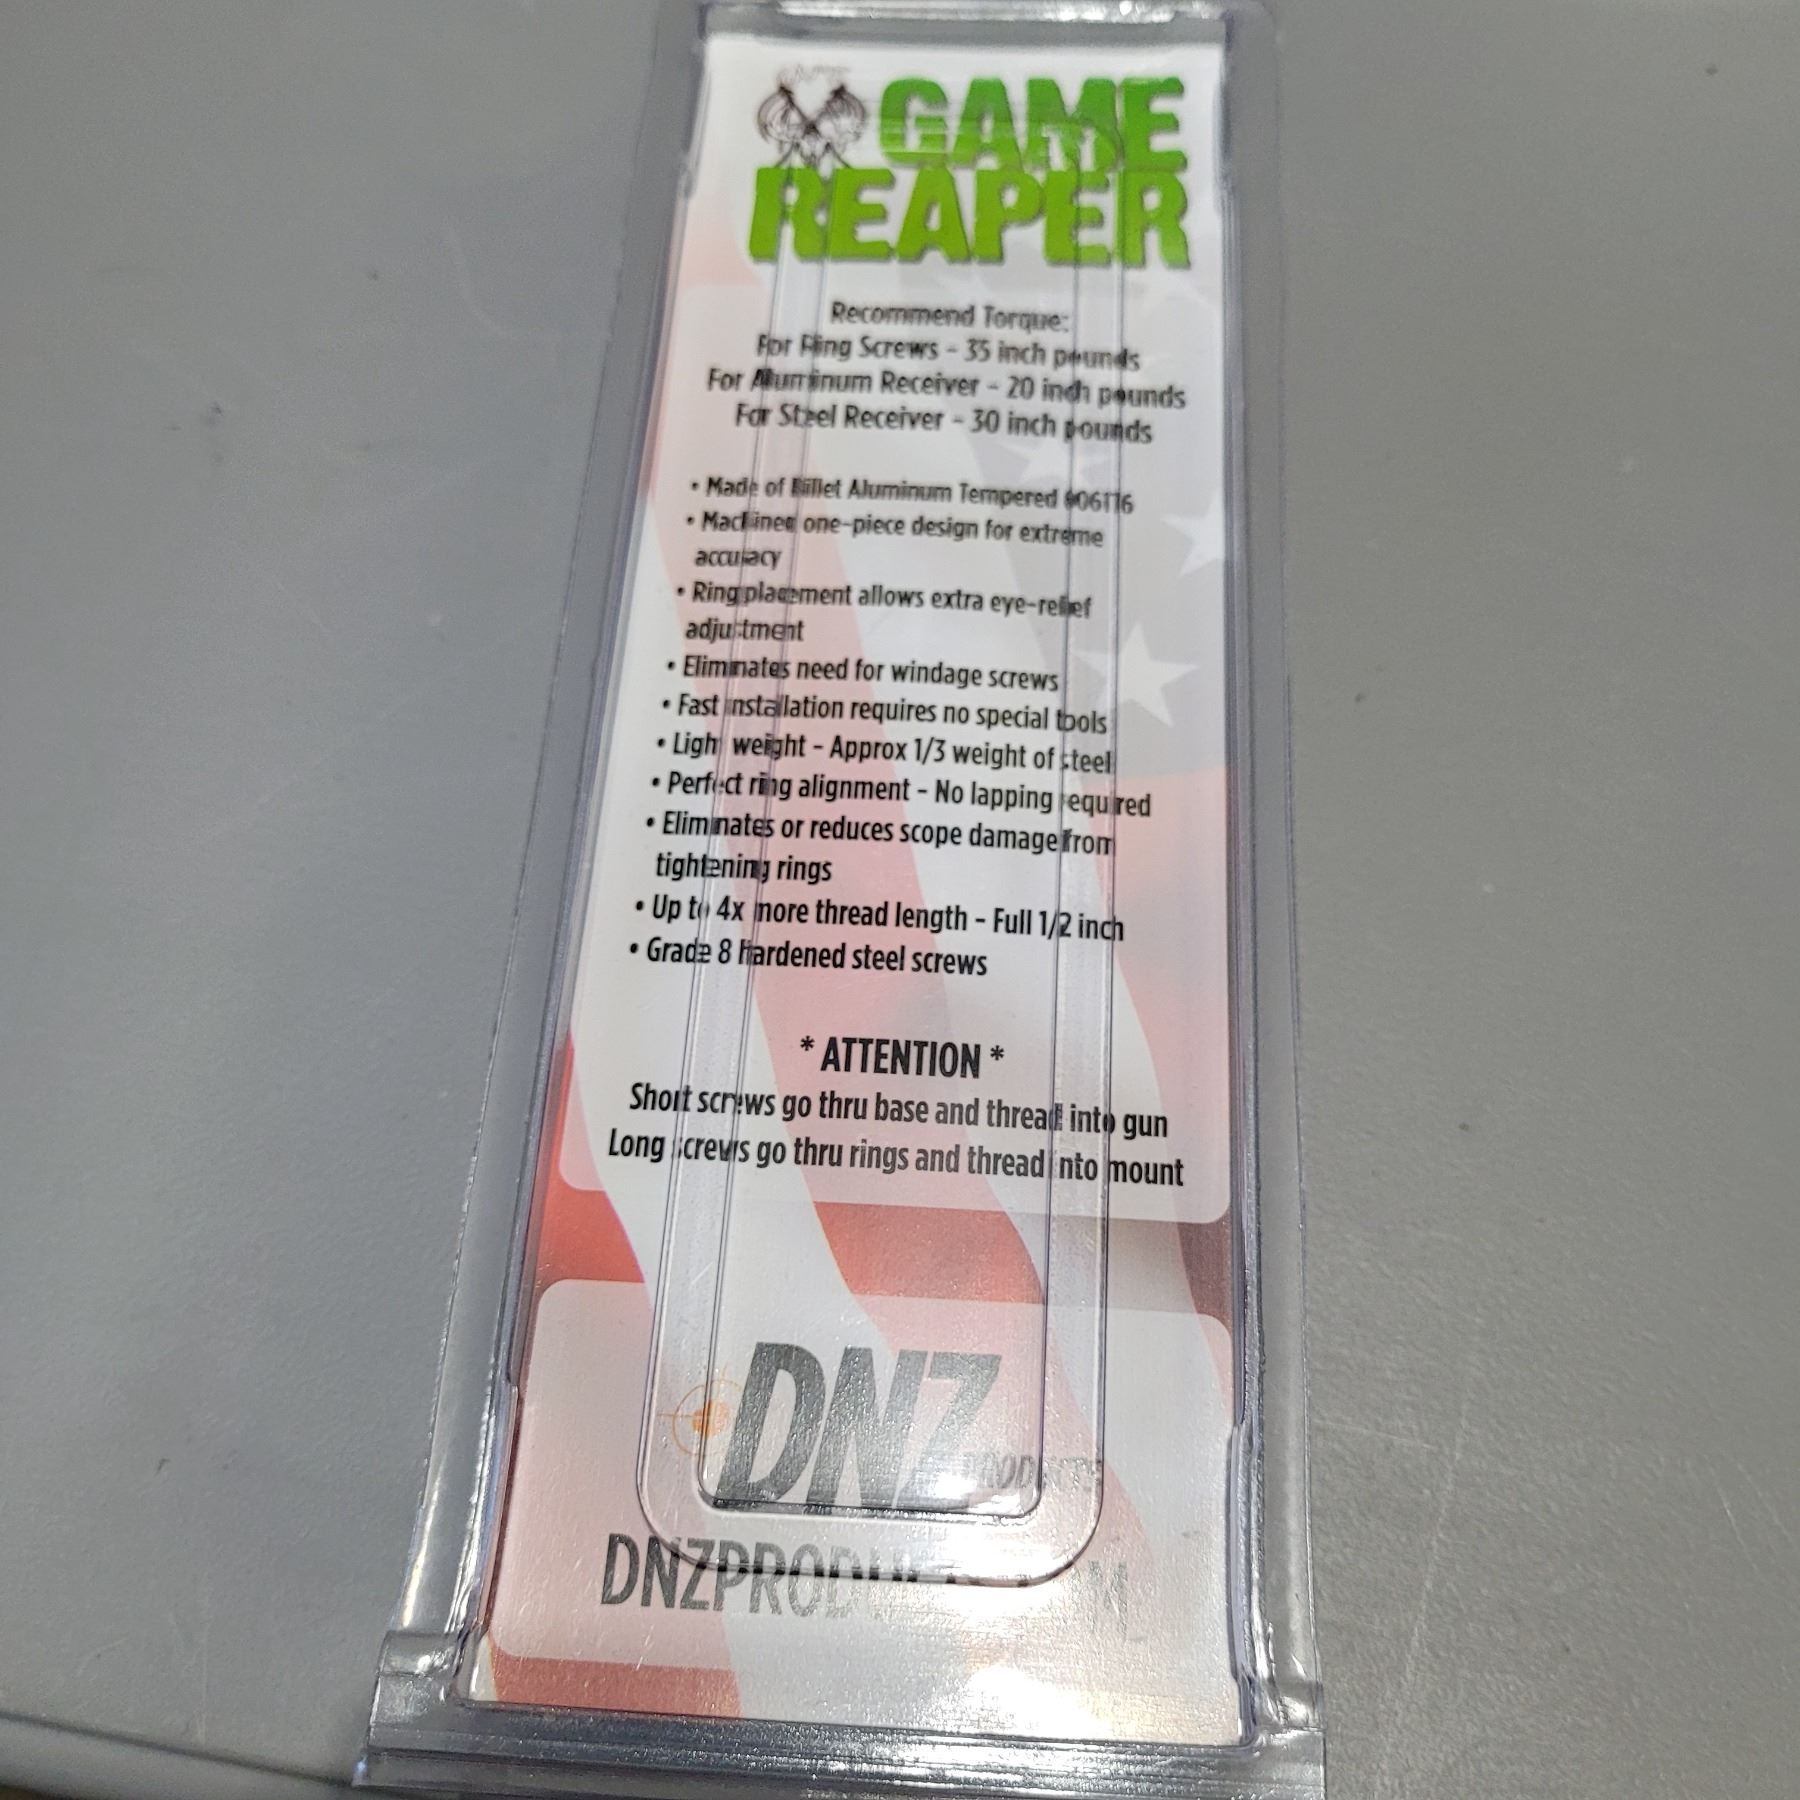 GAME
REAPER
Recommend Torque:
For Ring Screws - 35 inch pounds
For Aluminum Receiver - 20 inch pounds
For Steel Receiver - 30 inch pounds
• Made of Billet Aluminum Tempered
• Machined one-piece design for extreme
accuracy
• Ring placement allows extra eye-relief
adjustment
• Eliminates need for windage screws
• Fast installation requires no special tools
• Light weight - Approx 1/3 weight of steel
• Perfect ring alignment - No lapping required
• Eliminates or reduces scope damage from
tightening rings
• Up to 4x more thread length - Full 1/2 inch
• Grade 8 hardened steel screws
* ATTENTION *
Short screws go thru base and thread into gun
Long screws go thru rings and thread into mount
DNZ
PRODUCTS